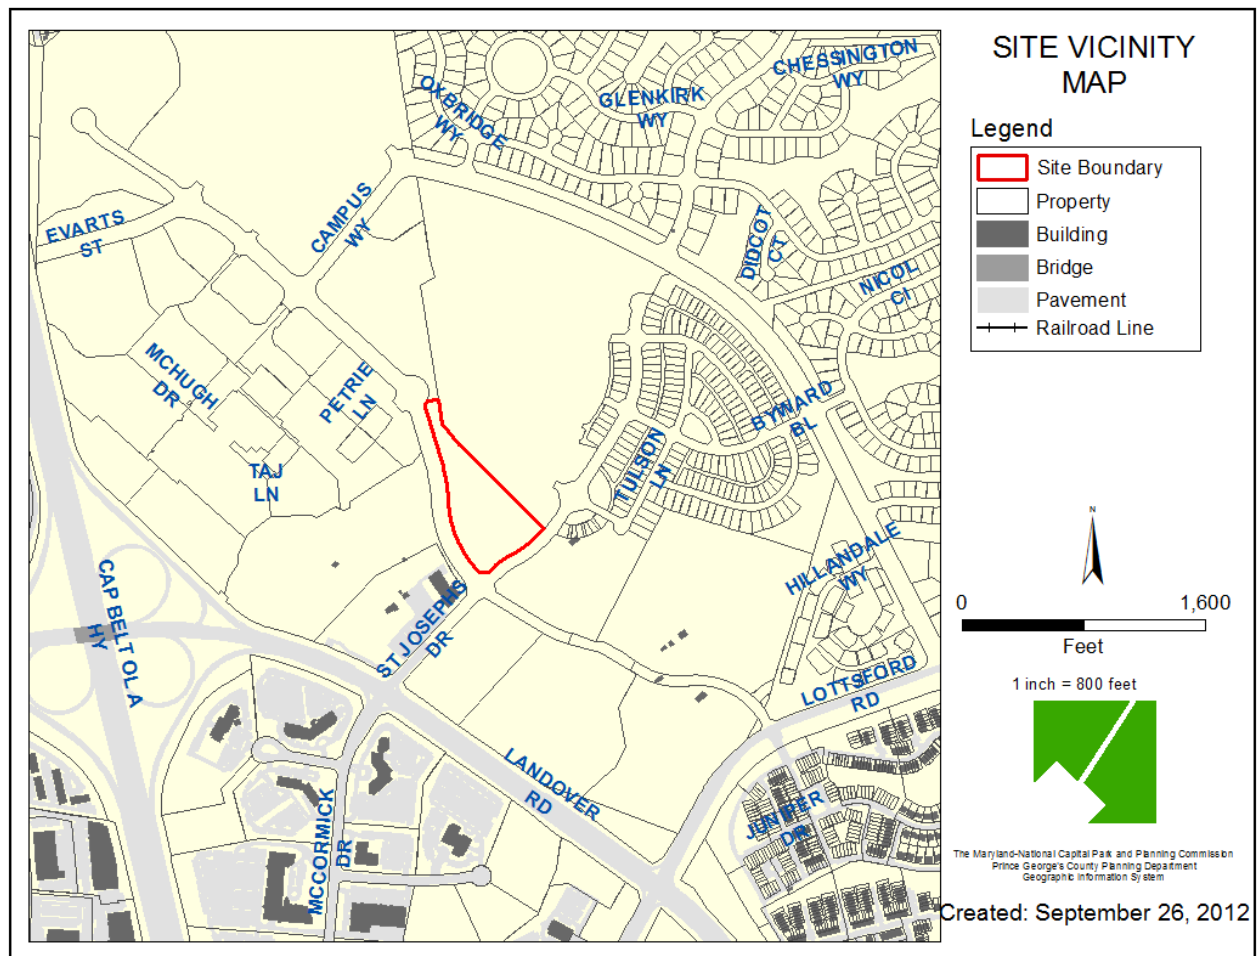 SITE VICINITY
MAP
Legend
Site Boundary
Property
Building
Bridge
Pavement
Railroad Line
CHESSINGTON
WY
OXBRIDGE
WY
GLENKIRK
WY
CAMPUS
WY
EVARTS
ST
DIDCOT
CT
NICOL
CI
MCHUGH
DR
PETRIE
LN
TAJ
LN
BYWARD
BL
TULSON
LN
HILLANDALE
WY
CAP BELT OL A
HY
ST JOSEPHS
DR
LOTTSFORD
RD
LANDOVER
RD
MCCORMICK
DR
JUNIPER
DR
N
0 1,600
Feet
1 inch = 800 feet
The Maryland-National Capital Park and Planning Commission
Prince George's County Planning Department
Geographic Information System
Created: September 26, 2012